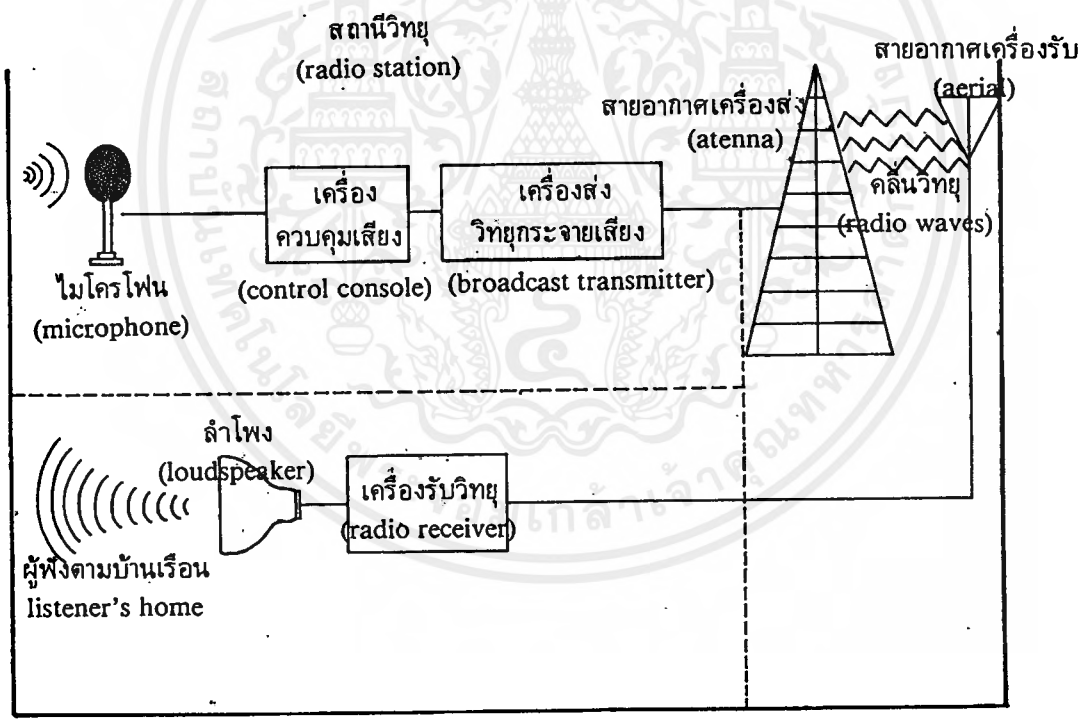 สถานีวิทยุ
(radio station)
สายอากาศเครื่องรับ
(aerial)
สายอากาศเครื่องส่ง
(atenna)
คลื่นวิทยุ
(radio waves)
เครื่อง
ควบคุมเสียง
(control console)
เครื่องส่ง
วิทยุกระจายเสียง
(broadcast transmitter)
ไมโครโฟน
(microphone)
ลำโพง
(loudspeaker)
เครื่องรับวิทยุ
(radio receiver)
ผู้ฟังตามบ้านเรือน
listener's home